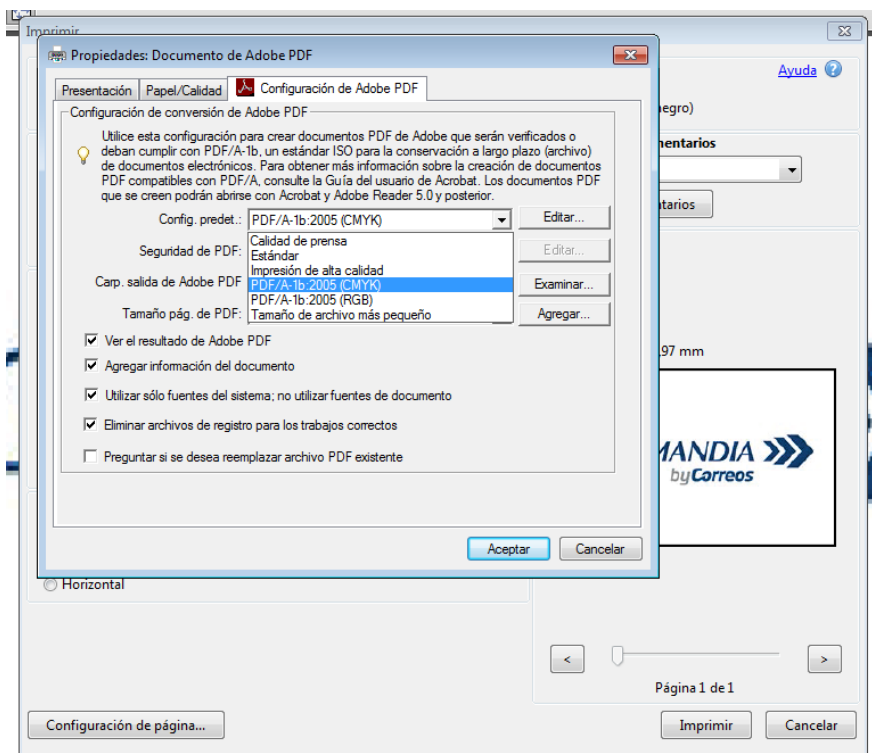 Imprimir
Propiedades: Documento de Adobe PDF
Ayuda
Presentación Papel/Calidad Configuración de Adobe PDF
negro)
Configuración de conversión de Adobe PDF
Utilice esta configuración para crear documentos PDF de Adobe que serán verificados o
deban cumplir con PDF/A-1b, un estándar ISO para la conservación a largo plazo (archivo)
de documentos electrónicos. Para obtener más información sobre la creación de documentos
PDF compatibles con PDF/A, consulte la Guía del usuario de Acrobat. Los documentos PDF
que se creen podrán abrirse con Acrobat y Adobe Reader 5.0 y posterior.
mentarios
Config. predet.: PDF/A-1b:2005 (CMYK) Editar...
ntarios
Calidad de prensa
Seguridad de PDF: Estándar Editar...
Impresión de alta calidad
Carp. salida de Adobe PDF PDF/A-1b:2005 (CMYK) Examinar...
PDF/A-1b:2005 (RGB)
Tamaño pág. de PDF: Tamaño de archivo más pequeño Agregar...
Ver el resultado de Adobe PDF
,97 mm
Agregar información del documento
Utilizar sólo fuentes del sistema; no utilizar fuentes de documento
Eliminar archivos de registro para los trabajos correctos
Preguntar si se desea reemplazar archivo PDF existente
MANDIA
byCorreos
Aceptar Cancelar
Horizontal
< >
Página 1 de 1
Configuración de página... Imprimir Cancelar